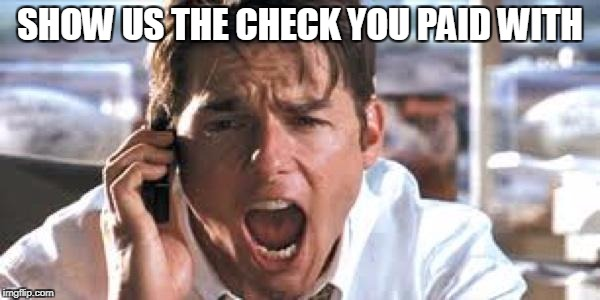 SHOW US THE CHECK YOU PAID WITH
imgflip.com